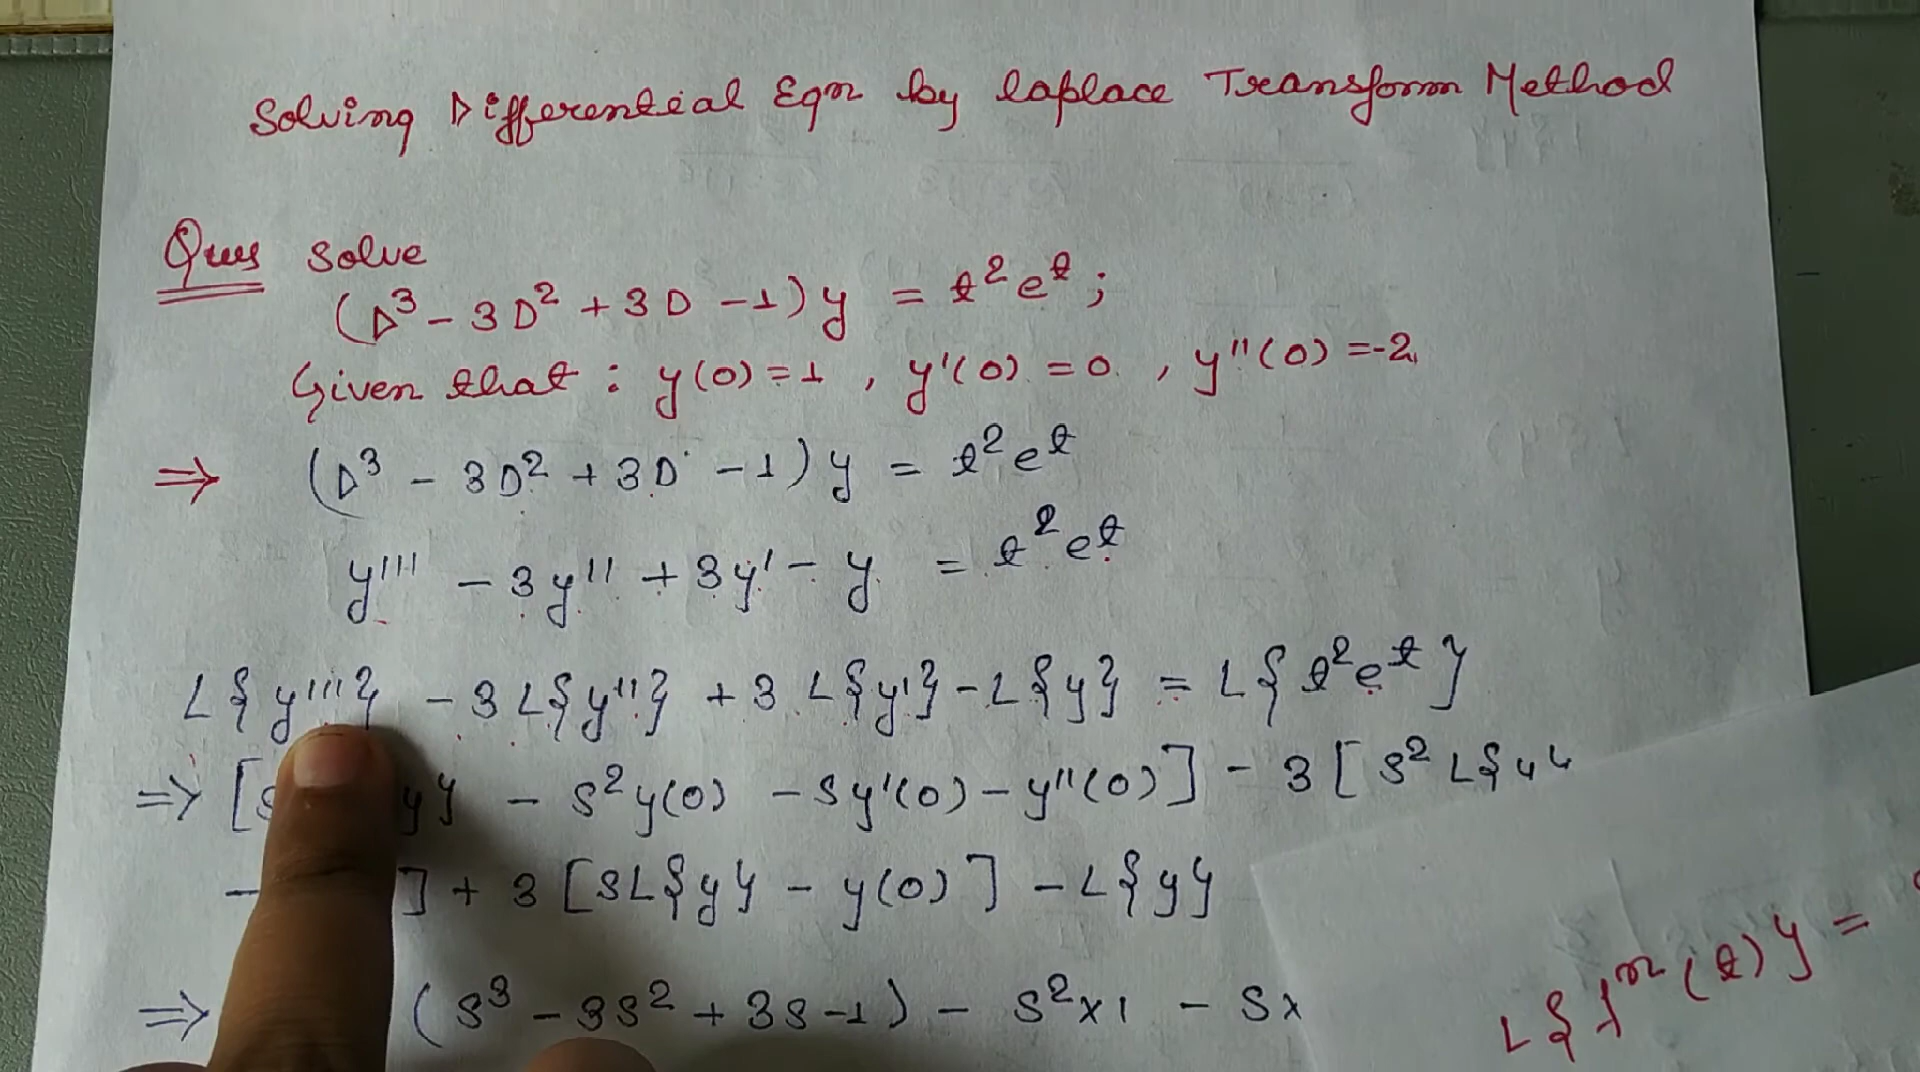 Solving Differential Eqn by laplace Transform Method
Ques Solve
(D³ - 3D² + 3D - 1)y = t²eᵗ;
Given that : y(0)=1 , y'(0) = 0 , y''(0) = -2
⇒ (D³ - 3D² + 3D - 1)y = t²eᵗ
y''' - 3y'' + 3y' - y = t²eᵗ
L{y'''} - 3L{y''} + 3 L{y'} - L{y} = L{t²eᵗ}
⇒ [s y} - s²y(0) - sy'(0) - y''(0)] - 3[s² L{y
- ] + 3[sL{y} - y(0)] - L{y}
⇒ (s³ - 3s² + 3s - 1) - s²×1 - s×
L{fⁿ(t)} =